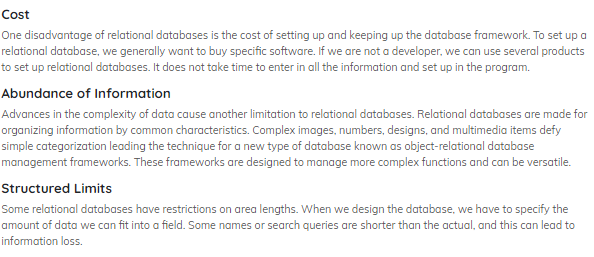 Cost
One disadvantage of relational databases is the cost of setting up and keeping up the database framework. To set up a
relational database, we generally want to buy specific software. If we are not a developer, we can use several products
to set up relational databases. It does not take time to enter in all the information and set up in the program.
Abundance of Information
Advances in the complexity of data cause another limitation to relational databases. Relational databases are made for
organizing information by common characteristics. Complex images, numbers, designs, and multimedia items defy
simple categorization leading the technique for a new type of database known as object-relational database
management frameworks. These frameworks are designed to manage more complex functions and can be versatile.
Structured Limits
Some relational databases have restrictions on area lengths. When we design the database, we have to specify the
amount of data we can fit into a field. Some names or search queries are shorter than the actual, and this can lead to
information loss.